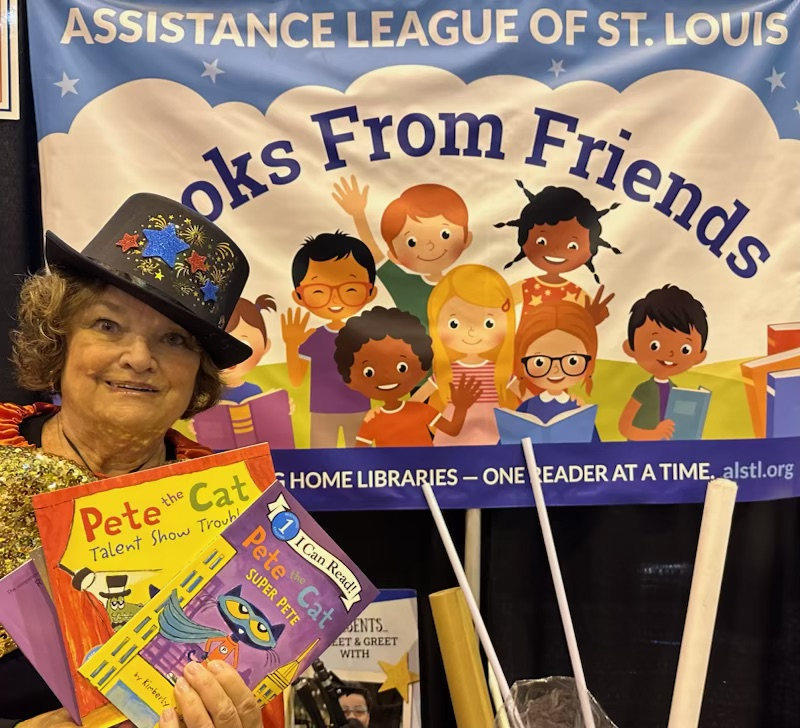 ASSISTANCE LEAGUE OF ST. LOUIS
oks From Friends
G HOME LIBRARIES — ONE READER AT A TIME. alstl.org
Pete the Cat
Talent Show Troubl
1 I Can Read!
Pete the Cat
SUPER PETE
by Kimberly
ENTS...
EET & GREET
WITH